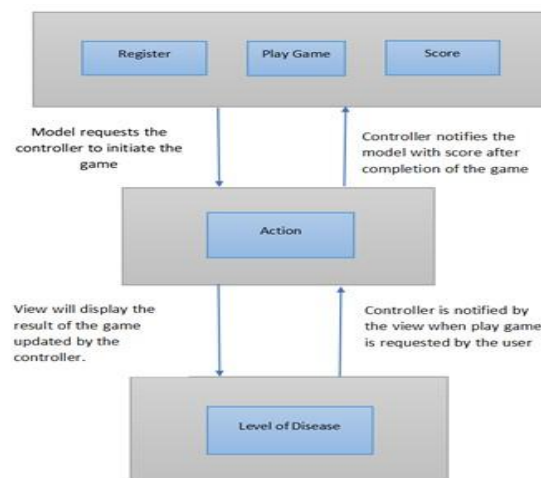 Register
Play Game
Score
Model requests the
controller to initiate the
game
Controller notifies the
model with score after
completion of the game
Action
View will display the
result of the game
updated by the
controller.
Controller is notified by
the view when play game
is requested by the user
Level of Disease